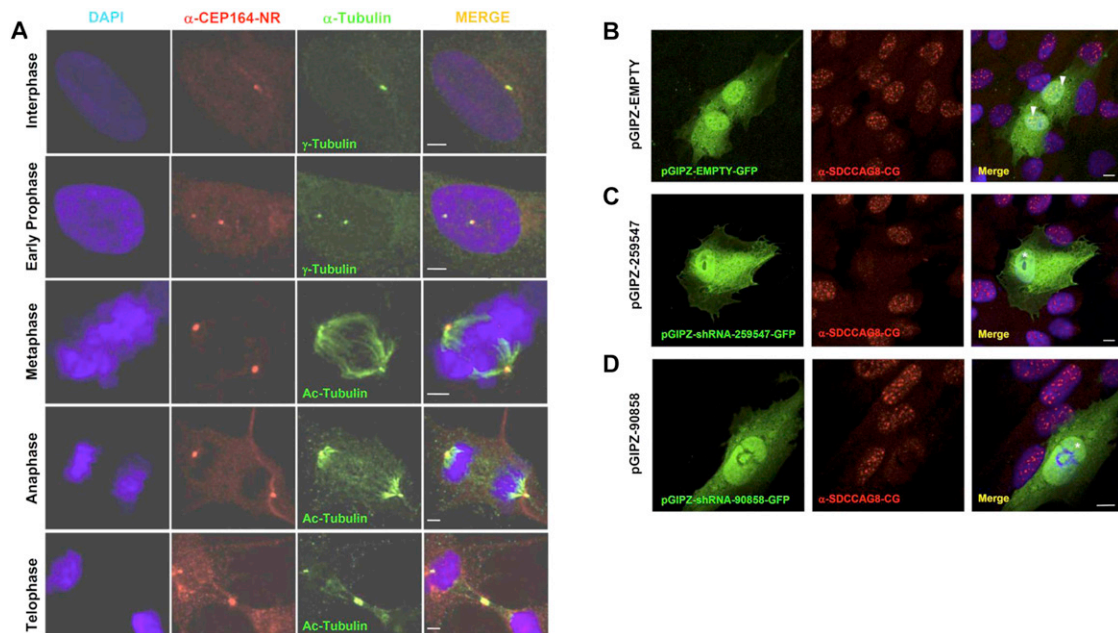 A
DAPI
α-CEP164-NR
α-Tubulin
MERGE
Interphase
γ-Tubulin
Early Prophase
γ-Tubulin
Metaphase
Ac-Tubulin
Anaphase
Ac-Tubulin
Telophase
Ac-Tubulin
B
pGIPZ-EMPTY
pGIPZ-EMPTY-GFP
α-SDCCAG8-CG
Merge
C
pGIPZ-259547
pGIPZ-shRNA-259547-GFP
α-SDCCAG8-CG
Merge
D
pGIPZ-90858
pGIPZ-shRNA-90858-GFP
α-SDCCAG8-CG
Merge